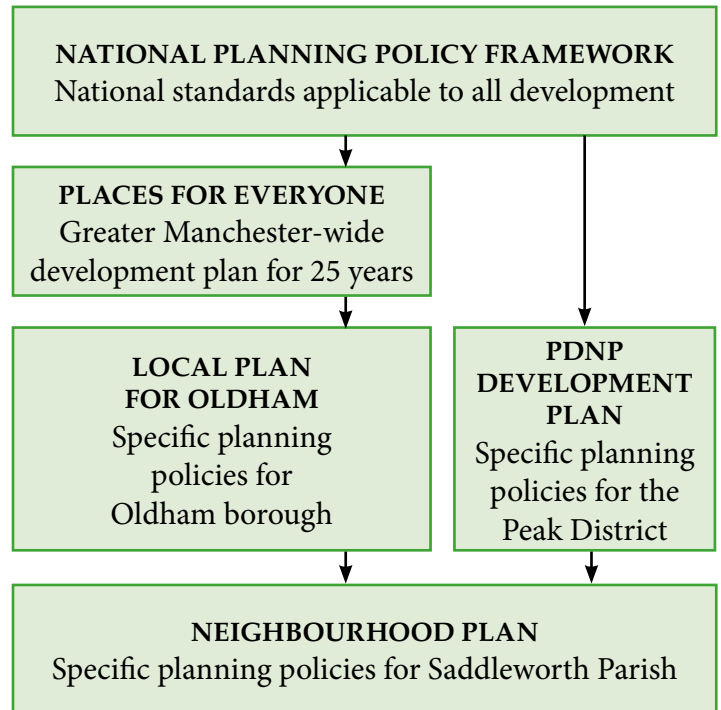 NATIONAL PLANNING POLICY FRAMEWORK
National standards applicable to all development
PLACES FOR EVERYONE
Greater Manchester-wide
development plan for 25 years
LOCAL PLAN
FOR OLDHAM
Specific planning
policies for
Oldham borough
PDNP
DEVELOPMENT
PLAN
Specific planning
policies for the
Peak District
NEIGHBOURHOOD PLAN
Specific planning policies for Saddleworth Parish